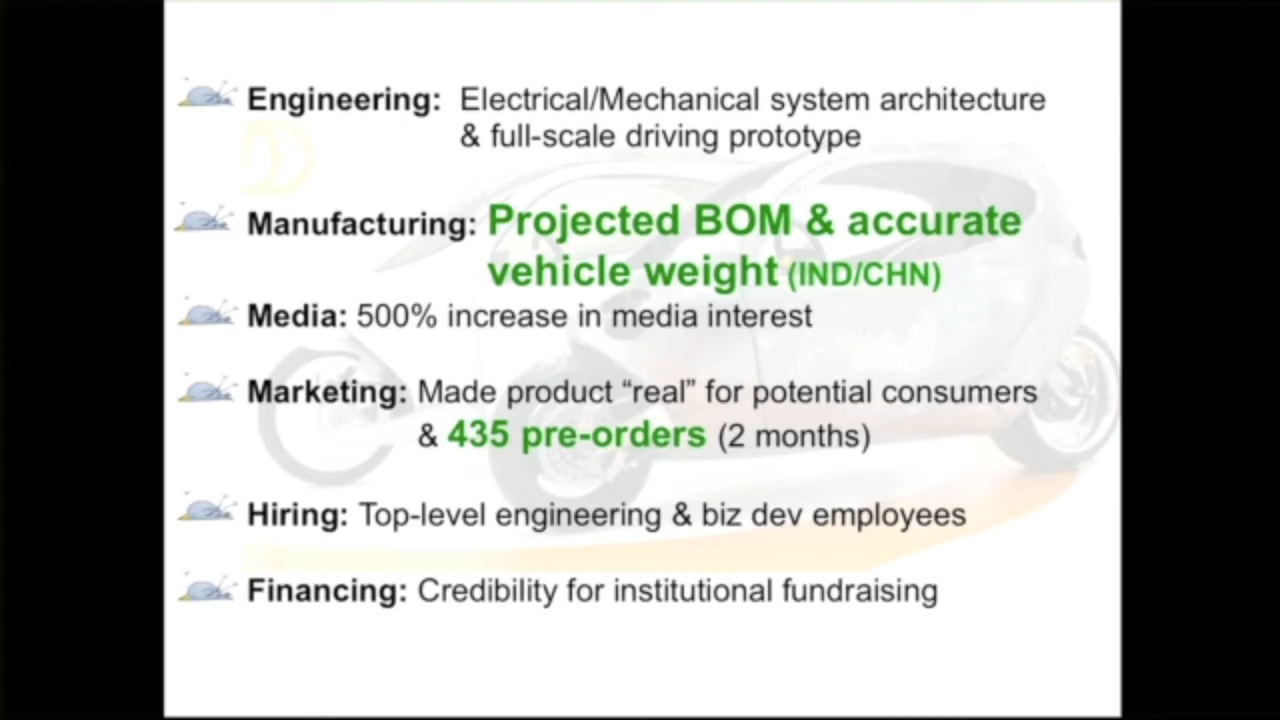 Engineering: Electrical/Mechanical system architecture
& full-scale driving prototype
Manufacturing: Projected BOM & accurate
vehicle weight (IND/CHN)
Media: 500% increase in media interest
Marketing: Made product “real” for potential consumers
& 435 pre-orders (2 months)
Hiring: Top-level engineering & biz dev employees
Financing: Credibility for institutional fundraising